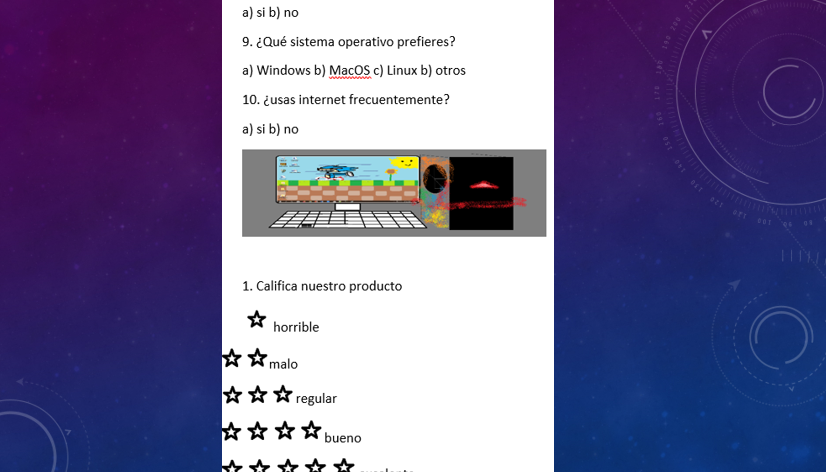 a) si b) no
9. ¿Qué sistema operativo prefieres?
a) Windows b) MacOS c) Linux b) otros
10. ¿usas internet frecuentemente?
a) si b) no
1. Califica nuestro producto
horrible
malo
regular
bueno